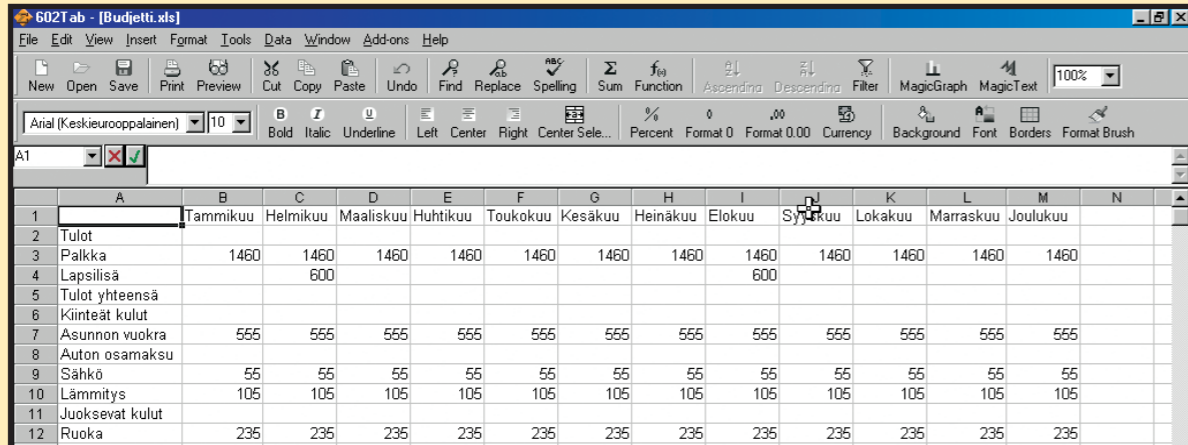 602Tab - [Budjetti.xls]
File Edit View Insert Format Tools Data Window Add-ons Help
New Open Save Print Preview Cut Copy Paste Undo Find Replace Spelling Sum Function Ascending Descending Filter MagicGraph MagicText 100%
Arial (Keskieurooppalainen) 10 Bold Italic Underline Left Center Right Center Sele... Percent Format 0 Format 0.00 Currency Background Font Borders Format Brush
A1
A B C D E F G H I J K L M N
1 Tammikuu Helmikuu Maaliskuu Huhtikuu Toukokuu Kesäkuu Heinäkuu Elokuu Syyskuu Lokakuu Marraskuu Joulukuu
2 Tulot
3 Palkka 1460 1460 1460 1460 1460 1460 1460 1460 1460 1460 1460 1460
4 Lapsilisä 600 600
5 Tulot yhteensä
6 Kiinteät kulut
7 Asunnon vuokra 555 555 555 555 555 555 555 555 555 555 555 555
8 Auton osamaksu
9 Sähkö 55 55 55 55 55 55 55 55 55 55 55 55
10 Lämmitys 105 105 105 105 105 105 105 105 105 105 105 105
11 Juoksevat kulut
12 Ruoka 235 235 235 235 235 235 235 235 235 235 235 235